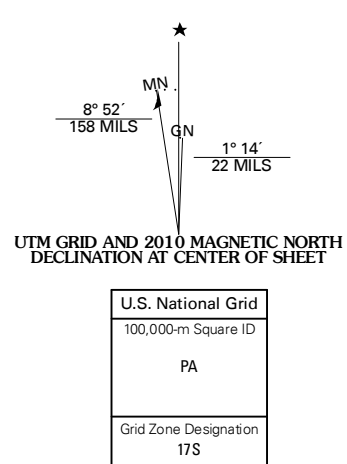 ★
MN
8° 52´
158 MILS
GN
1° 14´
22 MILS
UTM GRID AND 2010 MAGNETIC NORTH
DECLINATION AT CENTER OF SHEET
U.S. National Grid
100,000-m Square ID
PA
Grid Zone Designation
17S